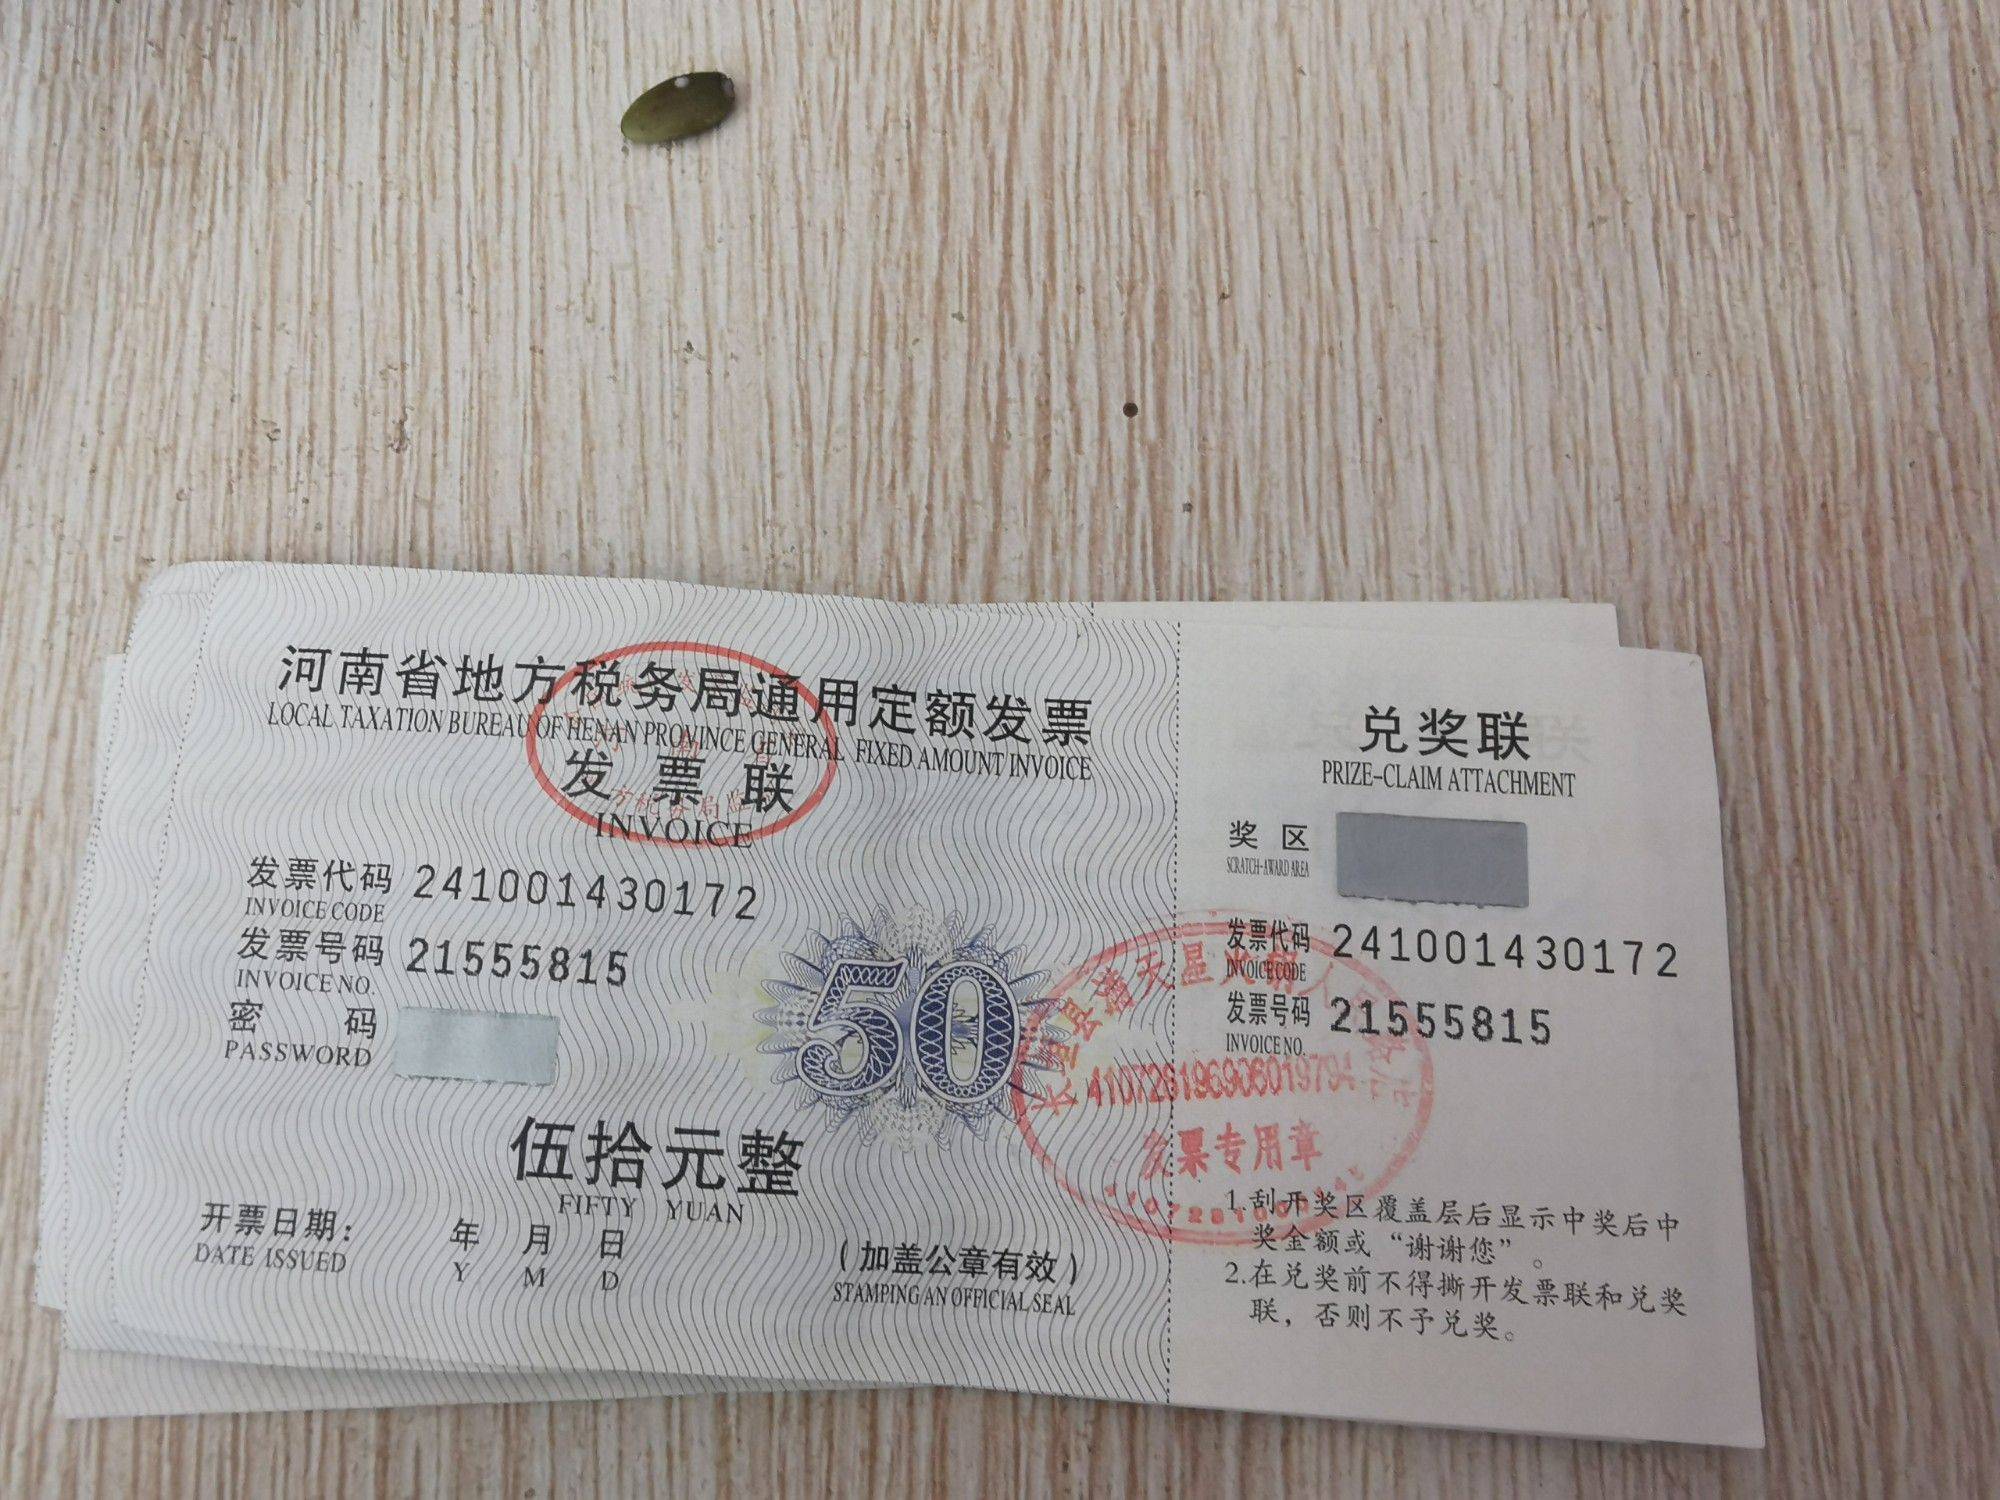 河南省地方税务局通用定额发票
LOCAL TAXATION BUREAU OF HENAN PROVINCE GENERAL FIXED AMOUNT INVOICE
发票联
INVOICE
发票代码 241001430172
INVOICE CODE
发票号码 21555815
INVOICE NO.
密码
PASSWORD
50
伍拾元整
FIFTY YUAN
开票日期： 年 月 日
DATE ISSUED Y M D
（加盖公章有效）
STAMPING AN OFFICIAL SEAL
兑奖联
PRIZE-CLAIM ATTACHMENT
奖区
SCRATCH-AWARD AREA
发票代码 241001430172
INVOICE CODE
发票号码 21555815
INVOICE NO.
发票专用章
1.刮开奖区覆盖层后显示中奖后中
奖金额或“谢谢您”。
2.在兑奖前不得撕开发票联和兑奖
联，否则不予兑奖。